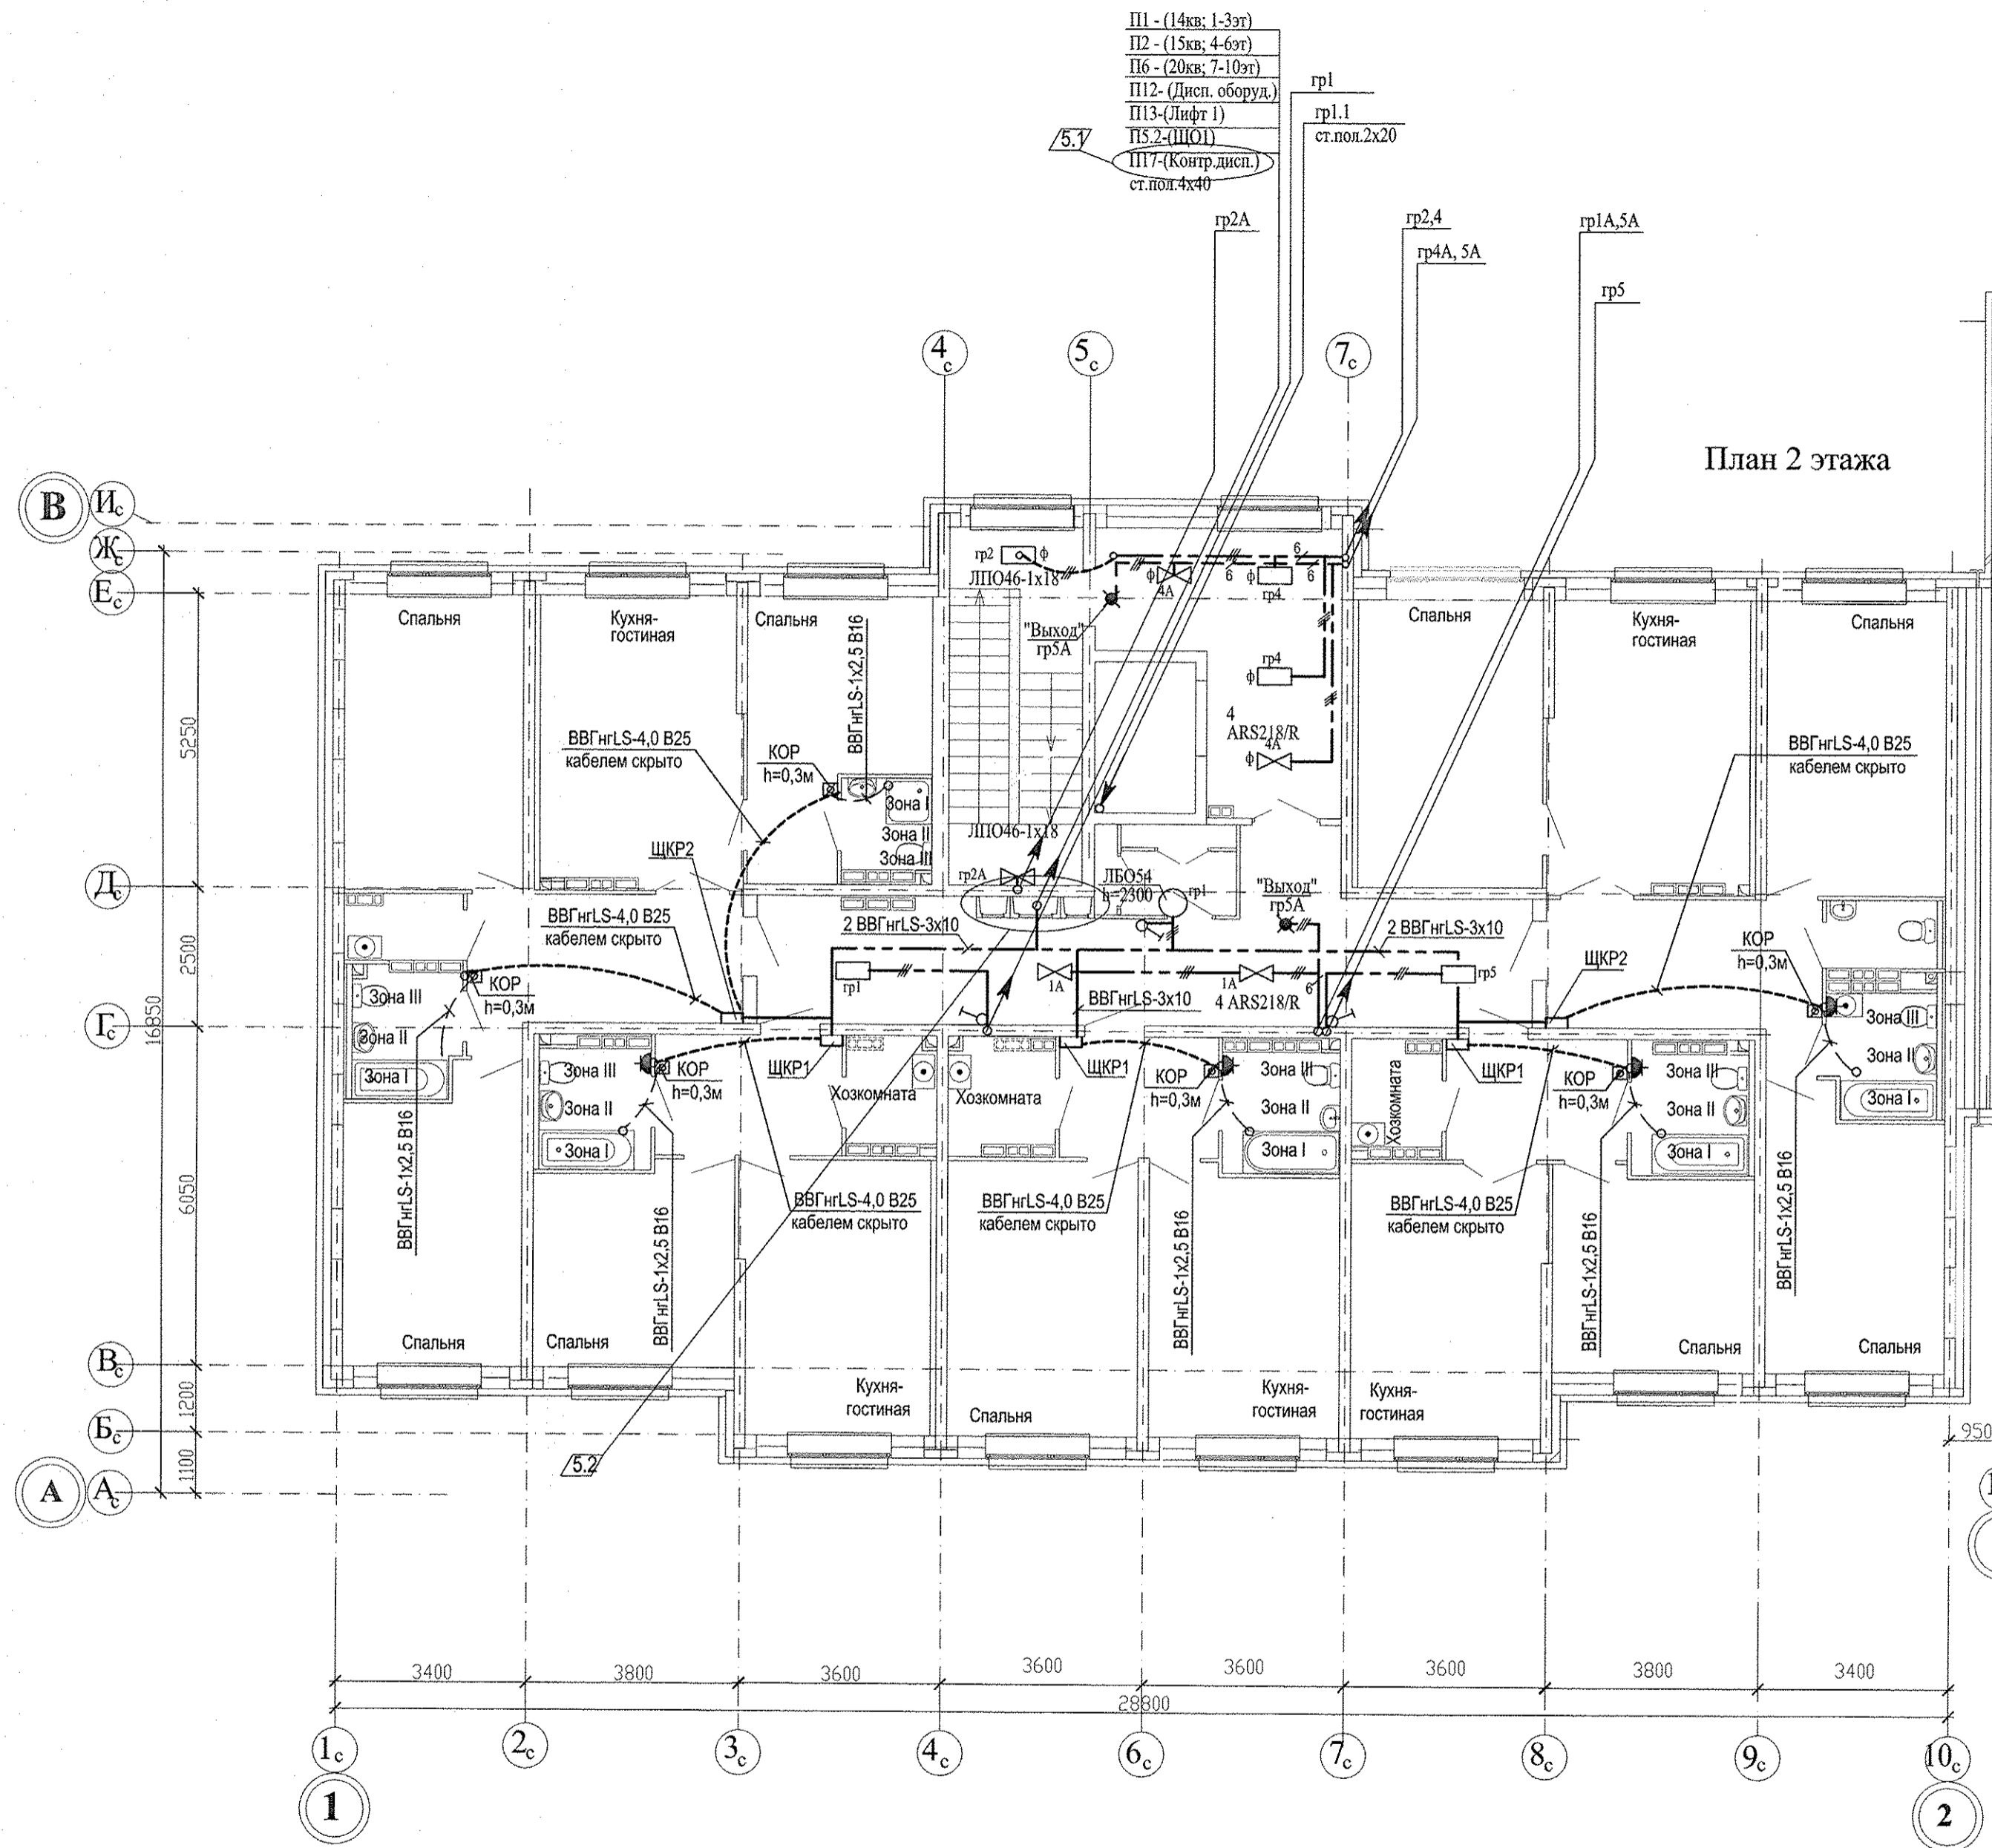 П1 - (14кв; 1-3эт)
П2 - (15кв; 4-6эт)
П6 - (20кв; 7-10эт)
П12- (Дисп. оборуд.)
П13-(Лифт 1)
П5.2-(ЩО1)
П17-(Контр.дисп.)
ст.пол.4х40
5.1
гр1
гр1.1
ст.пол.2х20
гр2А
гр2,4
гр4А, 5А
гр1А,5А
гр5
4с
5с
7с
План 2 этажа
В
Ис
Жс
Ес
Дс
Гс
Вс
Бс
А
Ас
16850
5250
2500
6050
1200
1100
950
гр2
ф
ЛПО46-1х18
ф
4А
6
ф
гр4
6
6
"Выход"
гр5А
гр4
ф
4
ARS218/R
4А
ф
Спальня
Кухня-
гостиная
Спальня
ВВГнгLS-1х2,5 В16
Спальня
Кухня-
гостиная
Спальня
ВВГнгLS-4,0 В25
кабелем скрыто
КОР
h=0,3м
Зона I
Зона II
Зона III
ЛПО46-1х18
гр2А
ЩКР2
ВВГнгLS-4,0 В25
кабелем скрыто
ЛБО54
h=2300
гр1
"Выход"
гр5А
ВВГнгLS-4,0 В25
кабелем скрыто
2 ВВГнгLS-3х10
2 ВВГнгLS-3х10
КОР
h=0,3м
ЩКР2
гр1
1А
1А
4 ARS218/R
6
гр5
ВВГнгLS-3х10
КОР
h=0,3м
Зона III
Зона II
Зона I
ВВГнгLS-1х2,5 В16
Зона III
Зона II
Зона I
КОР
h=0,3м
ЩКР1
Хозкомната
Хозкомната
ЩКР1
КОР
h=0,3м
Зона III
Зона II
Зона I
Хозкомната
ЩКР1
КОР
h=0,3м
Зона III
Зона II
Зона I
Зона III
Зона II
Зона I
ВВГнгLS-1х2,5 В16
ВВГнгLS-4,0 В25
кабелем скрыто
ВВГнгLS-4,0 В25
кабелем скрыто
ВВГнгLS-1х2,5 В16
ВВГнгLS-4,0 В25
кабелем скрыто
ВВГнгLS-1х2,5 В16
ВВГнгLS-1х2,5 В16
Спальня
Спальня
Кухня-
гостиная
Спальня
Кухня-
гостиная
Кухня-
гостиная
Спальня
Спальня
5.2
3400
3800
3600
3600
3600
3600
3800
3400
28800
1с
2с
3с
4с
6с
7с
8с
9с
10с
1
2